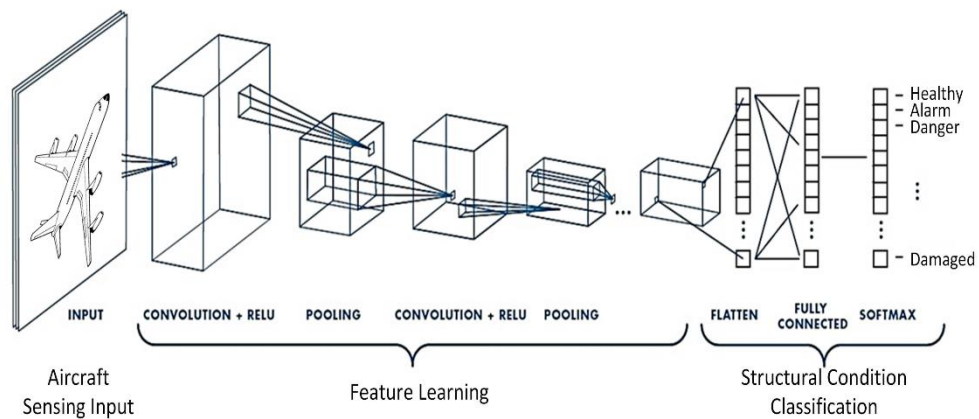 Healthy
Alarm
Danger
...
Damaged
INPUT
CONVOLUTION + RELU
POOLING
CONVOLUTION + RELU
POOLING
FLATTEN
FULLY
CONNECTED
SOFTMAX
Aircraft
Sensing Input
Feature Learning
Structural Condition
Classification